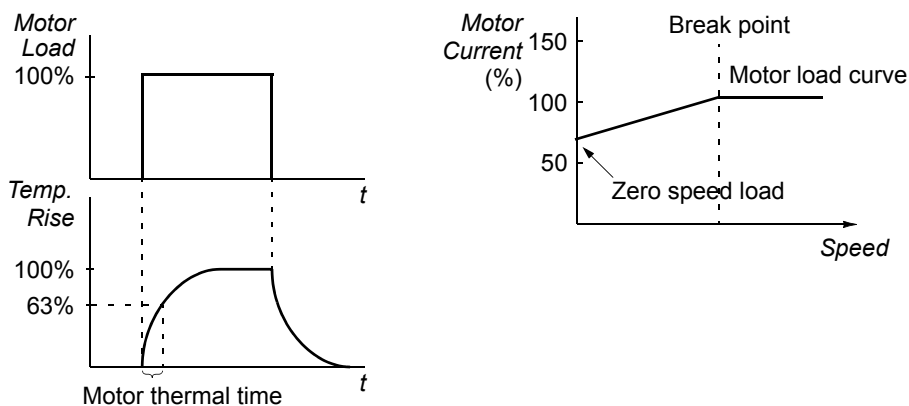 Motor
Load
100%
t
Temp.
Rise
100%
63%
t
Motor thermal time
Motor
Current
(%)
150
100
50
Break point
Motor load curve
Zero speed load
Speed